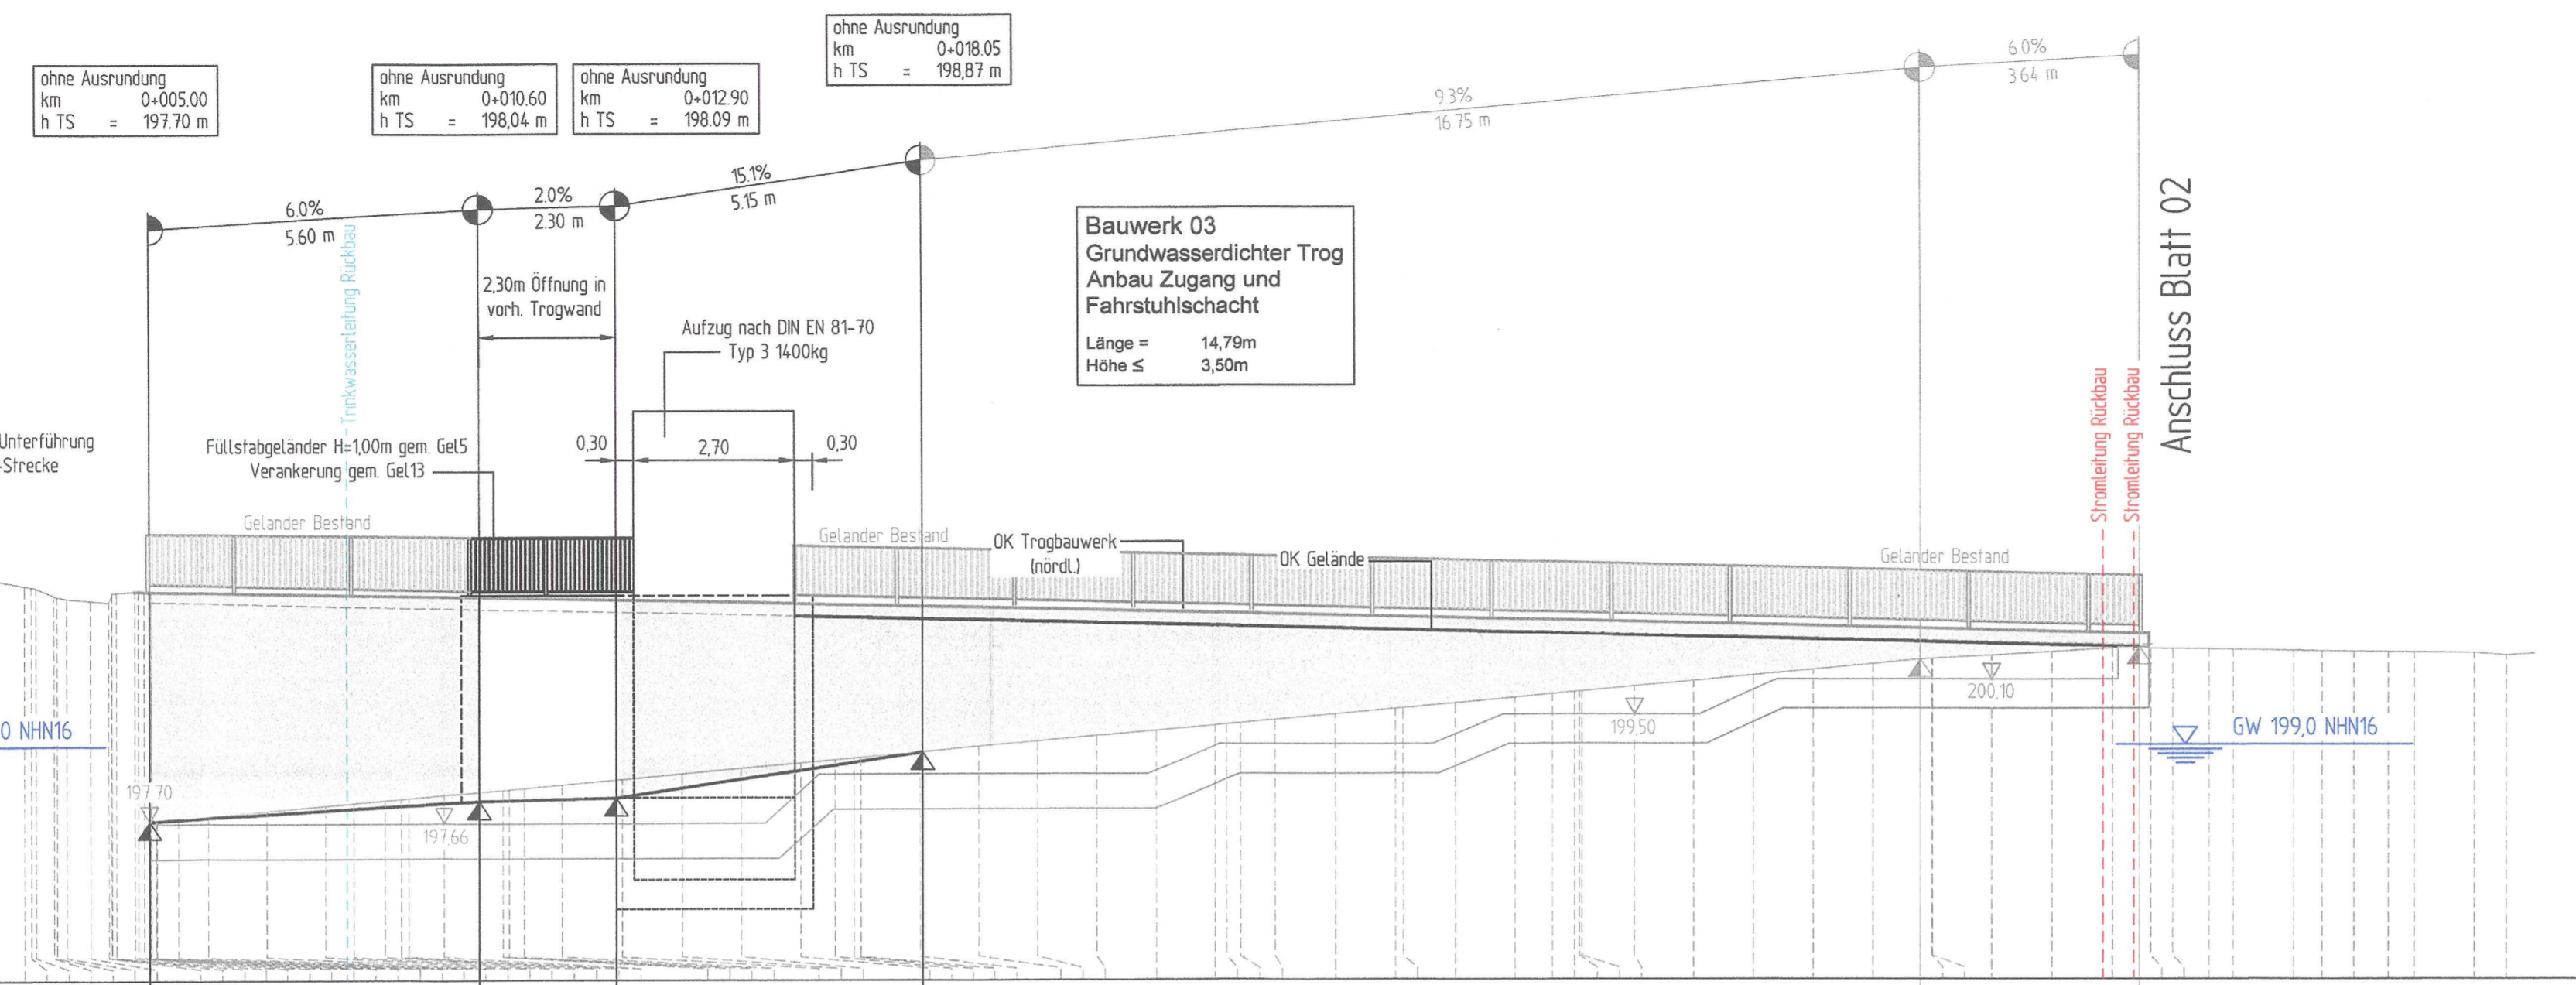 ohne Ausrundung
km 0+005.00
h TS = 197.70 m
ohne Ausrundung
km 0+010.60
h TS = 198,04 m
ohne Ausrundung
km 0+012.90
h TS = 198.09 m
ohne Ausrundung
km 0+018.05
h TS = 198,87 m
6.0%
5.60 m
2.0%
2.30 m
15.1%
5.15 m
9.3%
16.75 m
6.0%
3.64 m
Trinkwasserleitung Rückbau
2,30m Öffnung in
vorh. Trogwand
Aufzug nach DIN EN 81-70
Typ 3 1400kg
Bauwerk 03
Grundwasserdichter Trog
Anbau Zugang und
Fahrstuhlschacht
Länge = 14,79m
Höhe ≤ 3,50m
Anschluss Blatt 02
Stromleitung Rückbau
Stromleitung Rückbau
Unterführung
-Strecke
Füllstabgeländer H=1,00m gem. Gel5
Verankerung gem. Gel13
0,30
2,70
0,30
Geländer Bestand
Geländer Bestand
OK Trogbauwerk
(nördl.)
OK Gelände
Geländer Bestand
0 NHN16
197.70
197.66
199,50
200,10
GW 199,0 NHN16